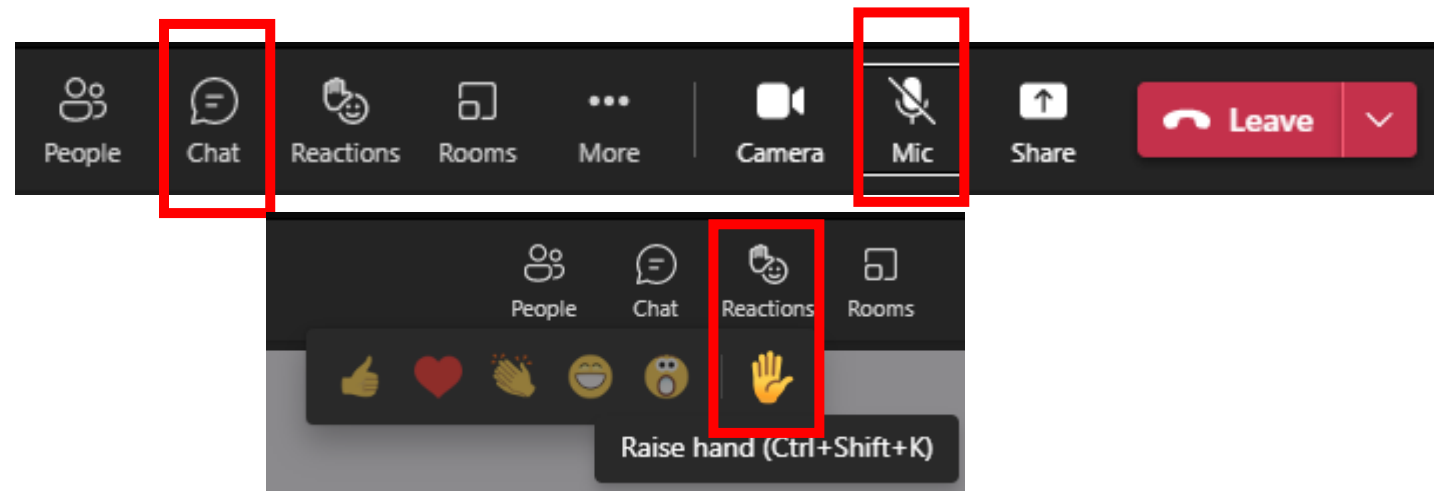 People Chat Reactions Rooms More Camera Mic Share Leave
People Chat Reactions Rooms
Raise hand (Ctrl+Shift+K)